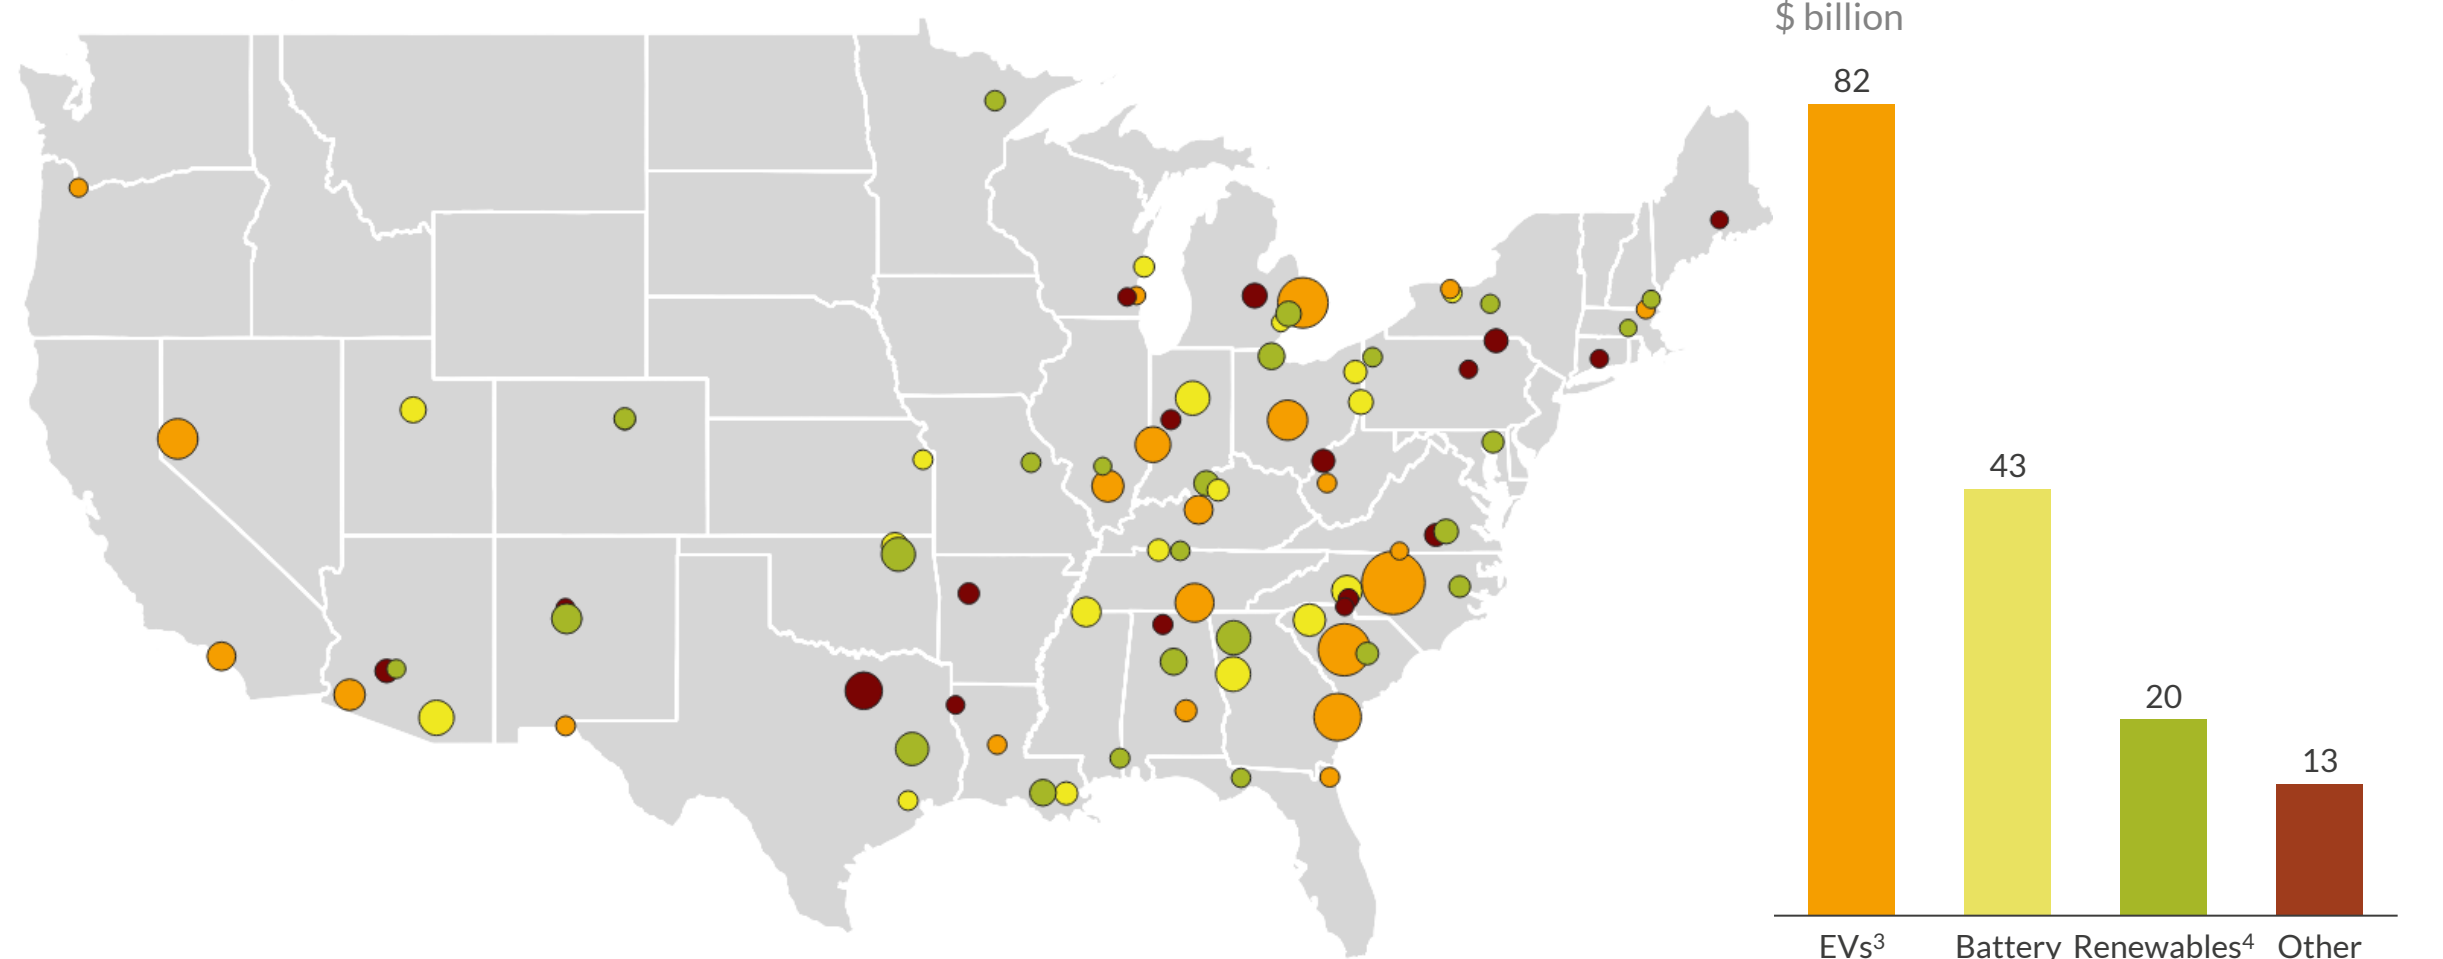 $ billion
82
43
20
13
EVs³
Battery
Renewables⁴
Other